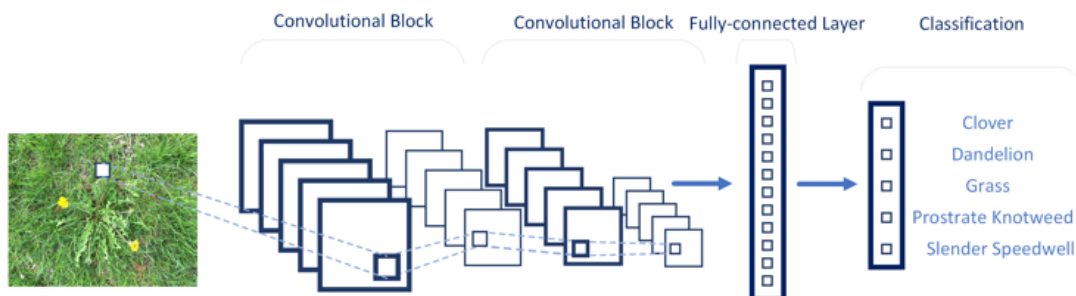 Convolutional Block
Convolutional Block
Fully-connected Layer
Classification
Clover
Dandelion
Grass
Prostrate Knotweed
Slender Speedwell